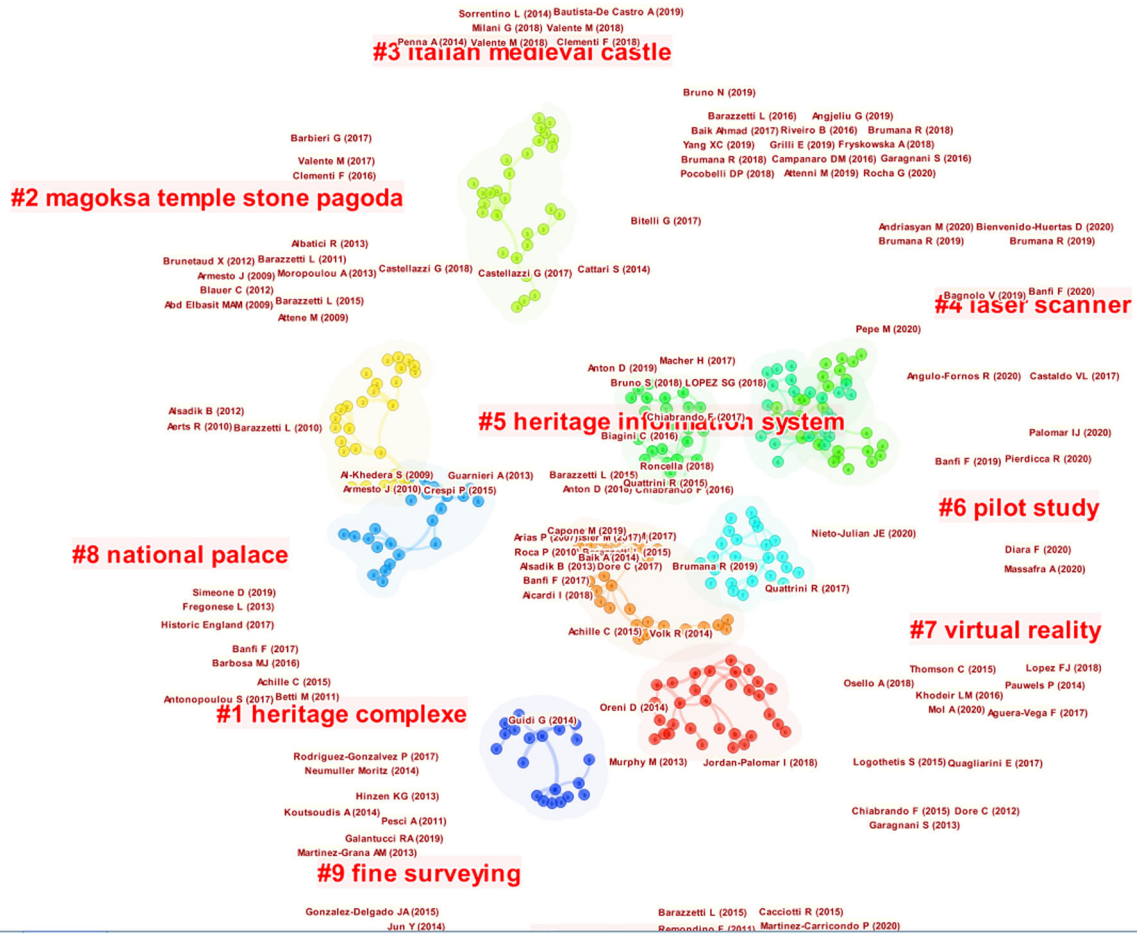 Sorrentino L (2014) Bautista-De Castro A (2019)
Milani G (2018) Valente M (2018)
Penna A (2014) Valente M (2018) Clementi F (2018)
#3 italian medieval castle
Bruno N (2019)
Barazzetti L (2016) Angjeliu G (2019)
Baik Ahmad (2017) Riveiro B (2016) Brumana R (2018)
Barbieri G (2017)
Yang XC (2019) Grilli E (2019) Fryskowska A (2018)
Valente M (2017)
Brumana R (2018) Campanaro DM (2016) Garagnani S (2016)
Clementi F (2016)
Pocobelli DP (2018) Attenni M (2019) Rocha G (2020)
#2 magoksa temple stone pagoda
Bitelli G (2017)
Andriasyan M (2020) Bienvenido-Huertas D (2020)
Brumana R (2019) Brumana R (2019)
Albatici R (2013)
Brunetaud X (2012) Barazzetti L (2011)
Armesto J (2009) Moropoulou A (2013) Castellazzi G (2018) Castellazzi G (2017) Cattari S (2014)
Blauer C (2012)
Abd Elbasit MAM (2009) Barazzetti L (2015)
Attene M (2009)
Bagnolo V (2019) Banfi F (2020)
#4 laser scanner
Pepe M (2020)
Macher H (2017)
Anton D (2019)
Bruno S (2018) LOPEZ SG (2018)
Angulo-Fornos R (2020) Castaldo VL (2017)
Alsadik B (2012)
Chiabrando F (2017)
#5 heritage information system
Aerts R (2010) Barazzetti L (2010)
Biagini C (2016)
Palomar IJ (2020)
Banfi F (2019) Pierdicca R (2020)
Roncella (2018)
Al-Khedera S (2009) Guarnieri A (2013) Barazzetti L (2015)
Quattrini R (2015)
Armesto J (2010) Crespi P (2015) Anton D (2018) Chiabrando F (2016)
#6 pilot study
Capone M (2019)
Nieto-Julian JE (2020)
Arias P (2007) (2017)
#8 national palace
Roca P (2010) (2015)
Baik A (2014)
Diara F (2020)
Alsadik B (2013) Dore C (2017) Brumana R (2019)
Massafra A (2020)
Banfi F (2017)
Quattrini R (2017)
Aicardi I (2018)
Simeone D (2019)
Fregonese L (2013)
Historic England (2017)
Achille C (2015) Volk R (2014)
#7 virtual reality
Banfi F (2017)
Barbosa MJ (2016)
Thomson C (2015) Lopez FJ (2018)
Achille C (2015)
Osello A (2018) Pauwels P (2014)
Antonopoulou S (2017) Betti M (2011)
Khodeir LM (2016)
Oreni D (2014)
Mol A (2020) Aguera-Vega F (2017)
#1 heritage complexe
Guidi G (2014)
Rodriguez-Gonzalvez P (2017)
Murphy M (2013) Jordan-Palomar I (2018)
Logothetis S (2015) Quagliarini E (2017)
Neumuller Moritz (2014)
Hinzen KG (2013)
Koutsoudis A (2014)
Pesci A (2011)
Chiabrando F (2015) Dore C (2012)
Garagnani S (2013)
Galantucci RA (2019)
Martinez-Grana AM (2013)
#9 fine surveying
Gonzalez-Delgado JA (2015)
Barazzetti L (2015) Cacciotti R (2015)
Jun Y (2014)
Remondino F (2011) Martinez-Carricondo P (2020)